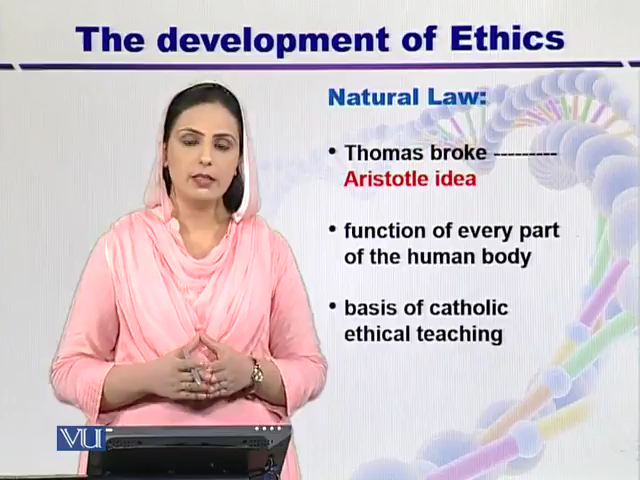 The development of Ethics
Natural Law:
• Thomas broke ---------
Aristotle idea
• function of every part
of the human body
• basis of catholic
ethical teaching
VU